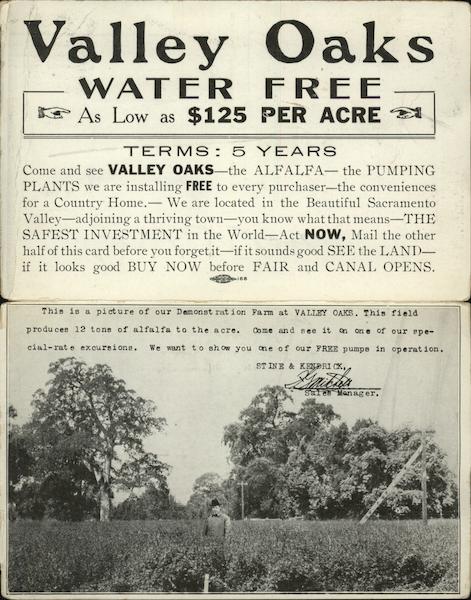 Valley Oaks
WATER FREE
As Low as $125 PER ACRE
TERMS: 5 YEARS
Come and see VALLEY OAKS—the ALFALFA—the PUMPING
PLANTS we are installing FREE to every purchaser—the conveniences
for a Country Home.—We are located in the Beautiful Sacramento
Valley—adjoining a thriving town—you know what that means—THE
SAFEST INVESTMENT in the World—Act NOW, Mail the other
half of this card before you forget it—if it sounds good SEE the LAND—
if it looks good BUY NOW before FAIR and CANAL OPENS.
168
This is a picture of our Demonstration Farm at VALLEY OAKS. This field
produces 12 tons of alfalfa to the acre. Come and see it on one of our spe-
cial-rate excursions. We want to show you one of our FREE pumps in operation.
STINE & KENDRICK,
Sales Manager.